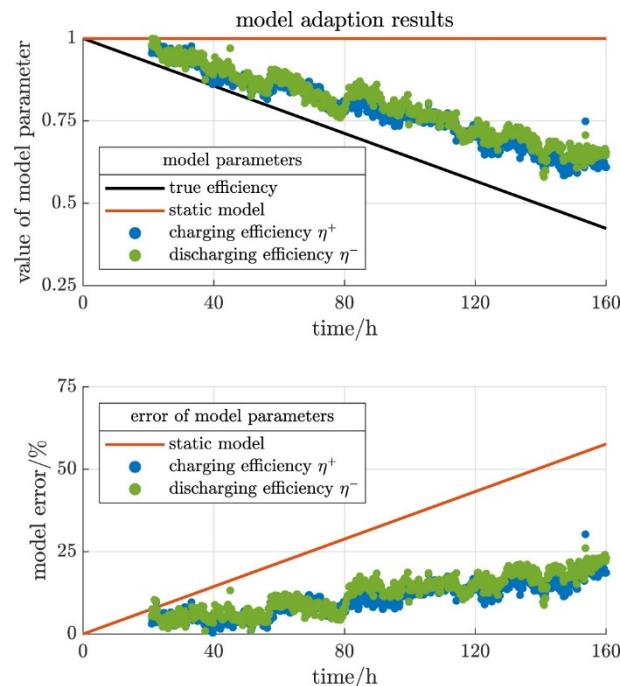 model adaption results
value of model parameter
1
0.75
0.5
0.25
model parameters
true efficiency
static model
charging efficiency η⁺
discharging efficiency η⁻
0
40
80
120
160
time/h
model error/%
75
50
25
0
error of model parameters
static model
charging efficiency η⁺
discharging efficiency η⁻
0
40
80
120
160
time/h